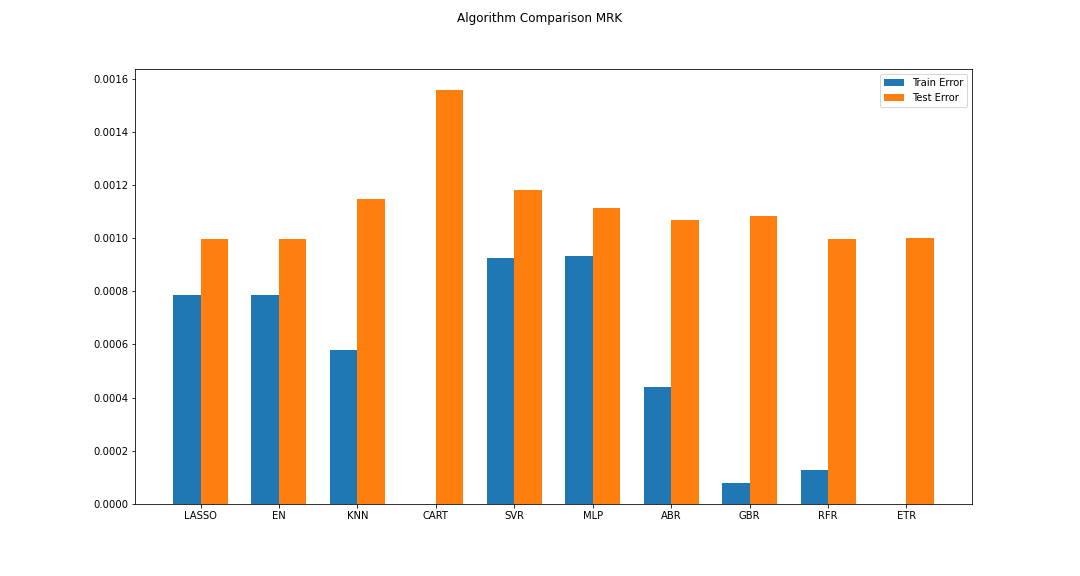 Algorithm Comparison MRK
0.0016
0.0014
0.0012
0.0010
0.0008
0.0006
0.0004
0.0002
0.0000
Train Error
Test Error
LASSO EN KNN CART SVR MLP ABR GBR RFR ETR